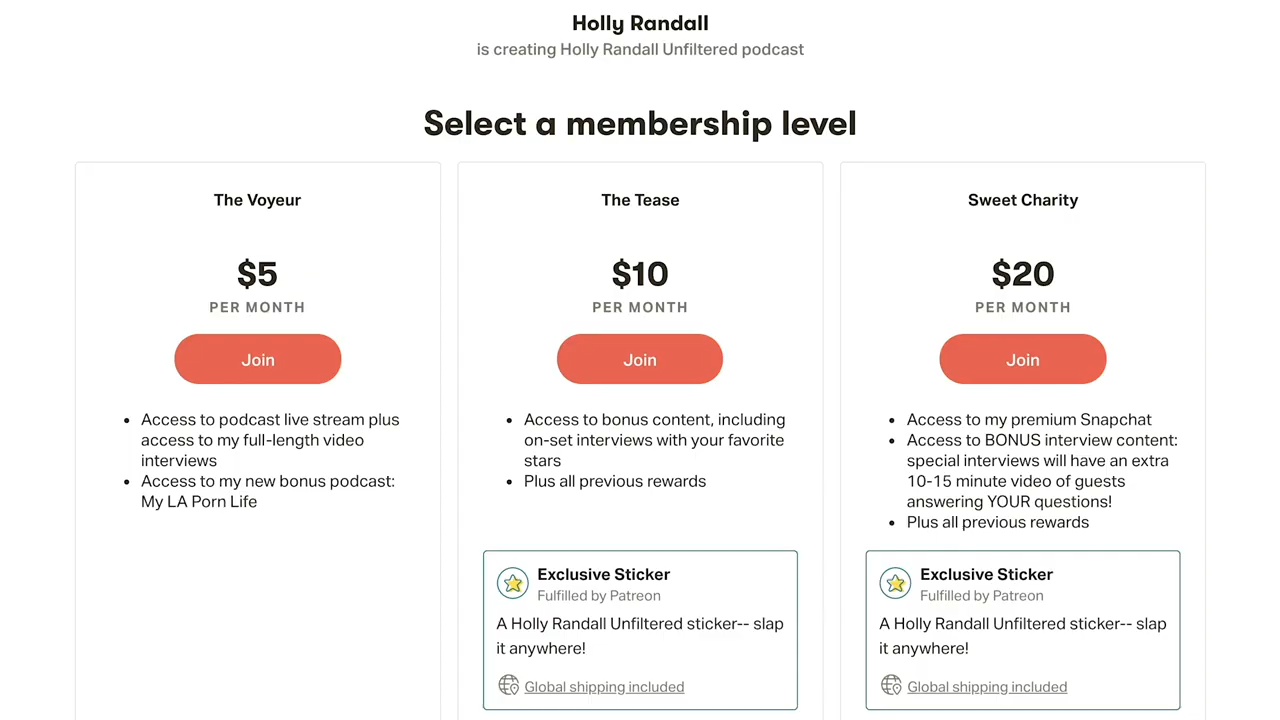 Holly Randall
is creating Holly Randall Unfiltered podcast
Select a membership level
The Voyeur
$5
PER MONTH
Join
• Access to podcast live stream plus
access to my full-length video
interviews
• Access to my new bonus podcast:
My LA Porn Life
The Tease
$10
PER MONTH
Join
• Access to bonus content, including
on-set interviews with your favorite
stars
• Plus all previous rewards
Exclusive Sticker
Fulfilled by Patreon
A Holly Randall Unfiltered sticker-- slap
it anywhere!
Global shipping included
Sweet Charity
$20
PER MONTH
Join
• Access to my premium Snapchat
• Access to BONUS interview content:
special interviews will have an extra
10-15 minute video of guests
answering YOUR questions!
• Plus all previous rewards
Exclusive Sticker
Fulfilled by Patreon
A Holly Randall Unfiltered sticker-- slap
it anywhere!
Global shipping included